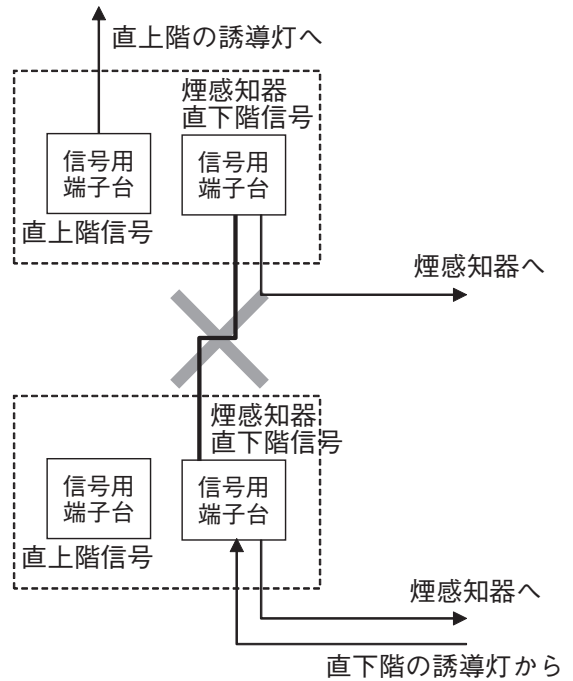 直上階の誘導灯へ
煙感知器
直下階信号
信号用
端子台
信号用
端子台
直上階信号
煙感知器へ
煙感知器
直下階信号
信号用
端子台
信号用
端子台
直上階信号
煙感知器へ
直下階の誘導灯から